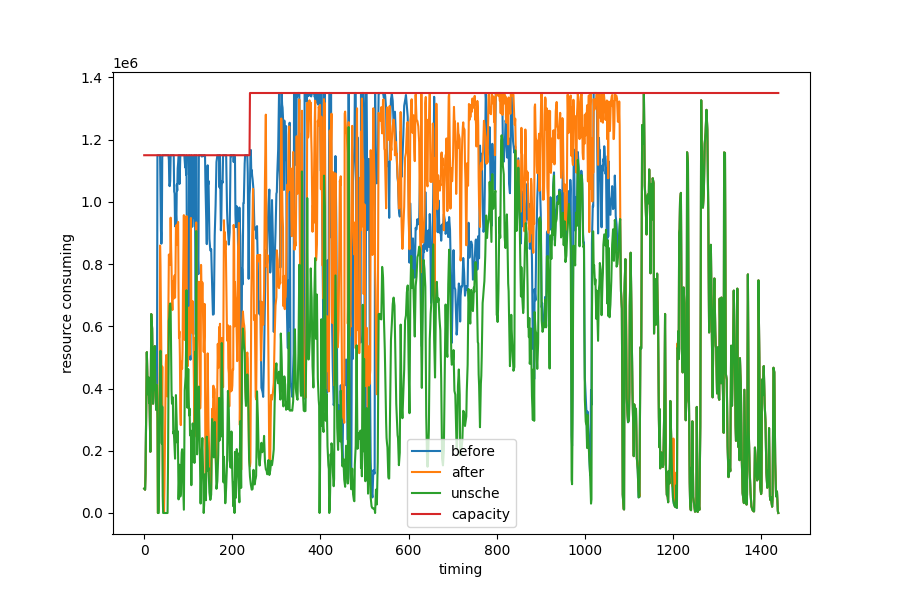 1e6
1.4
1.2
1.0
0.8
0.6
0.4
0.2
0.0
resource consuming
before
after
unsche
capacity
0 200 400 600 800 1000 1200 1400
timing